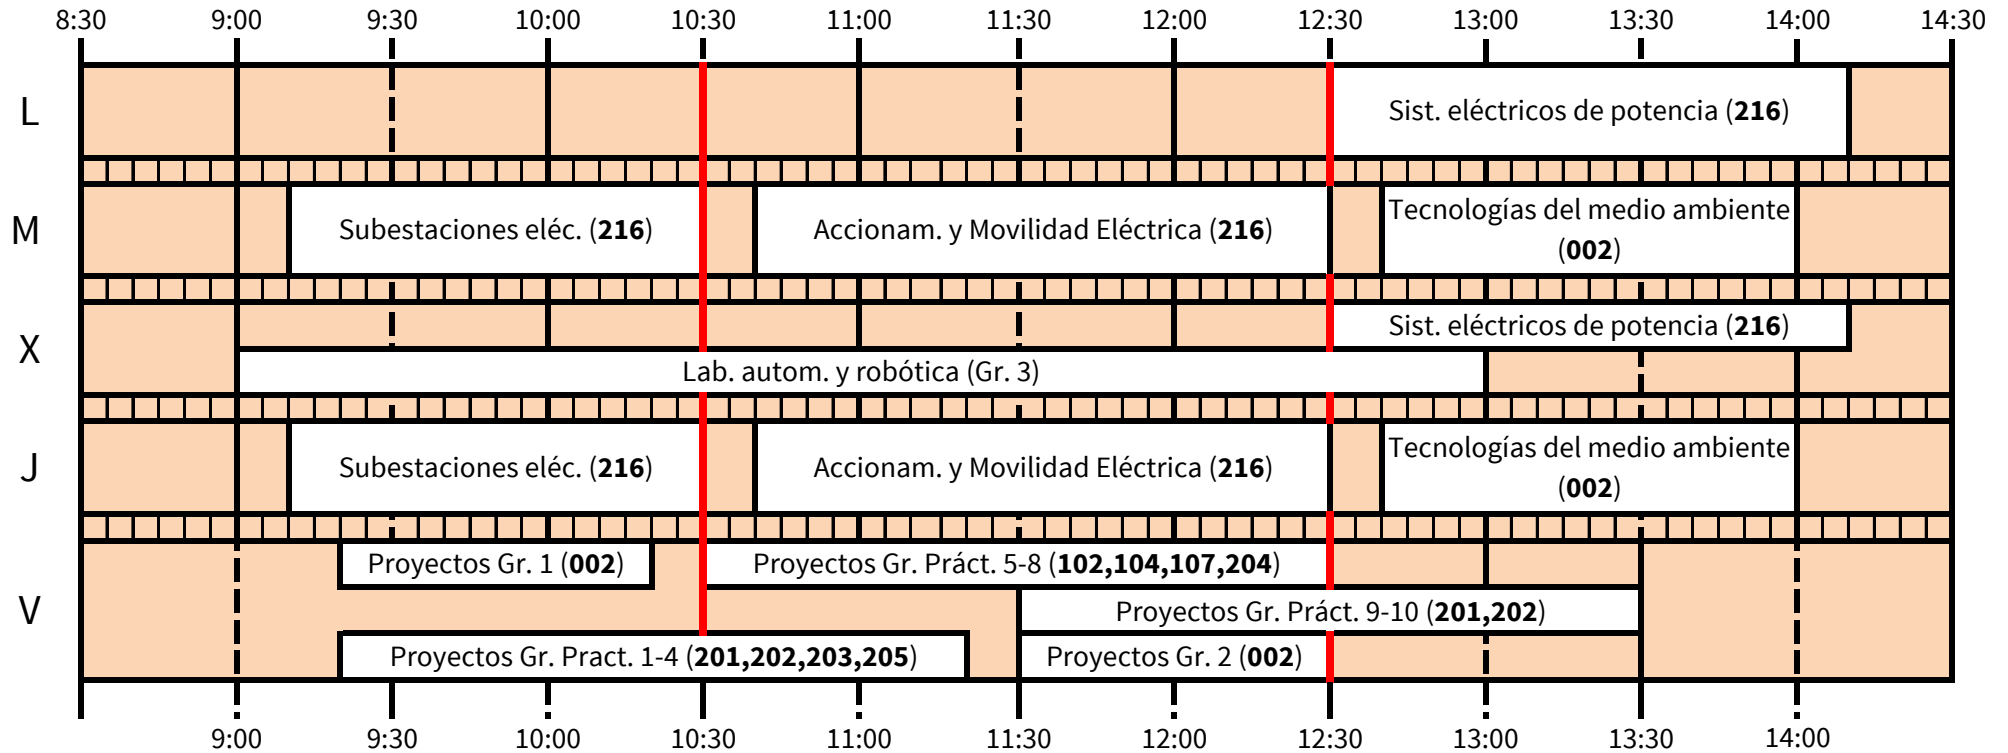 8:30 9:00 9:30 10:00 10:30 11:00 11:30 12:00 12:30 13:00 13:30 14:00 14:30
L
Sist. eléctricos de potencia (216)
M
Subestaciones eléc. (216)
Accionam. y Movilidad Eléctrica (216)
Tecnologías del medio ambiente
(002)
X
Sist. eléctricos de potencia (216)
Lab. autom. y robótica (Gr. 3)
J
Subestaciones eléc. (216)
Accionam. y Movilidad Eléctrica (216)
Tecnologías del medio ambiente
(002)
V
Proyectos Gr. 1 (002)
Proyectos Gr. Práct. 5-8 (102,104,107,204)
Proyectos Gr. Práct. 9-10 (201,202)
Proyectos Gr. Pract. 1-4 (201,202,203,205)
Proyectos Gr. 2 (002)
9:00 9:30 10:00 10:30 11:00 11:30 12:00 12:30 13:00 13:30 14:00